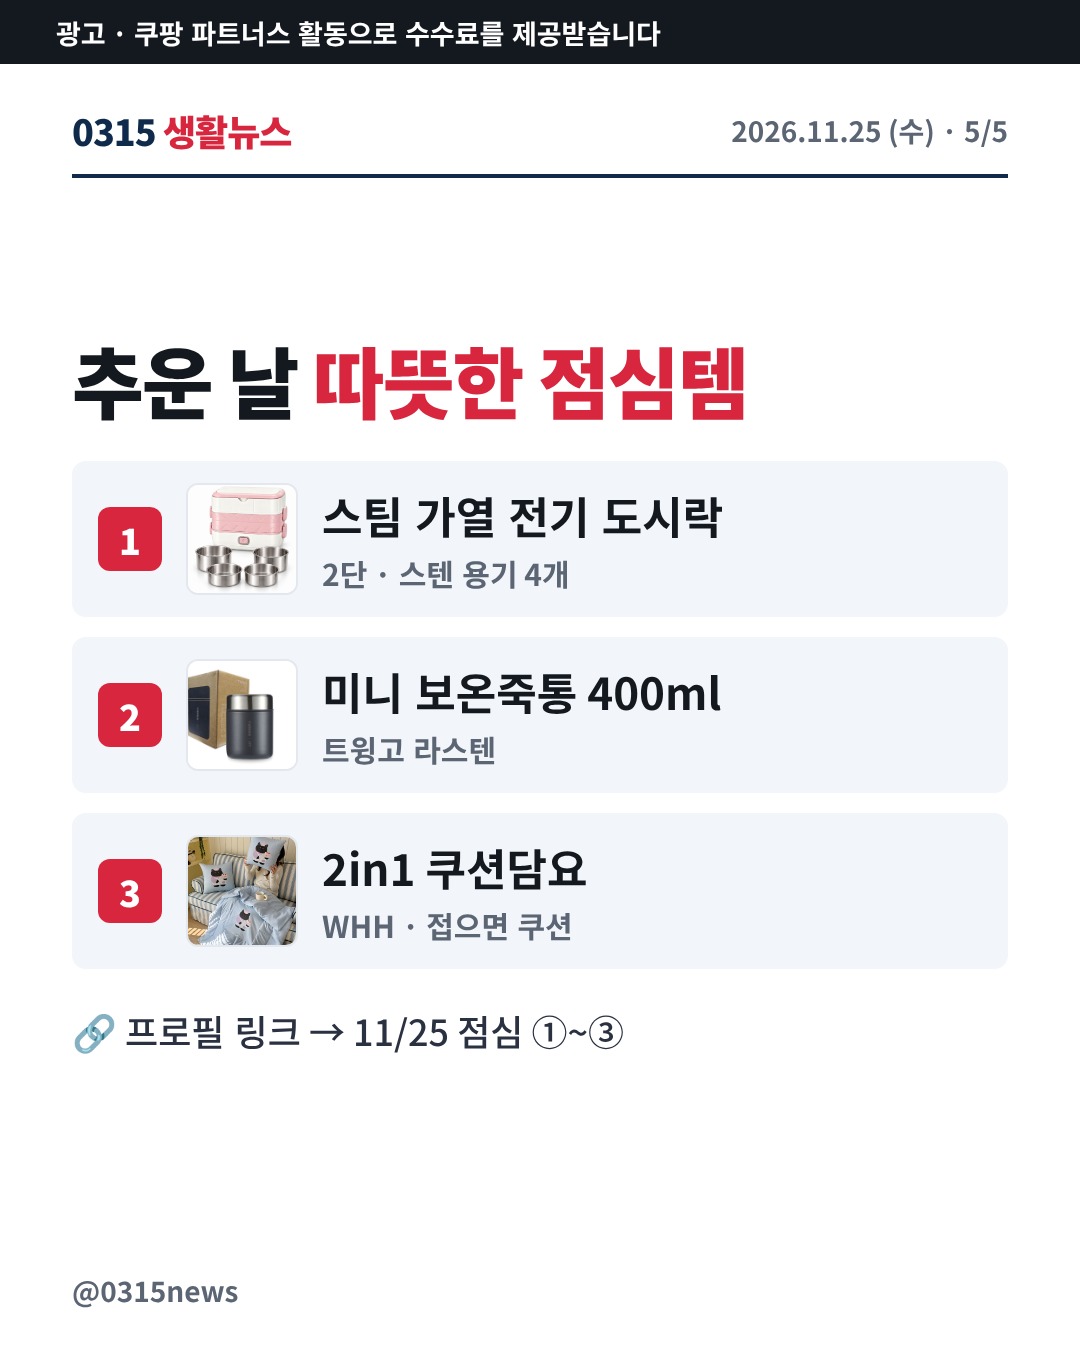 광고 · 쿠팡 파트너스 활동으로 수수료를 제공받습니다
0315 생활뉴스
2026.11.25 (수) · 5/5
추운 날 따뜻한 점심템
1
스팀 가열 전기 도시락
2단 · 스텐 용기 4개
2
미니 보온죽통 400ml
트윙고 라스텐
3
2in1 쿠션담요
WHH · 접으면 쿠션
🔗 프로필 링크 → 11/25 점심 ①~③
@0315news